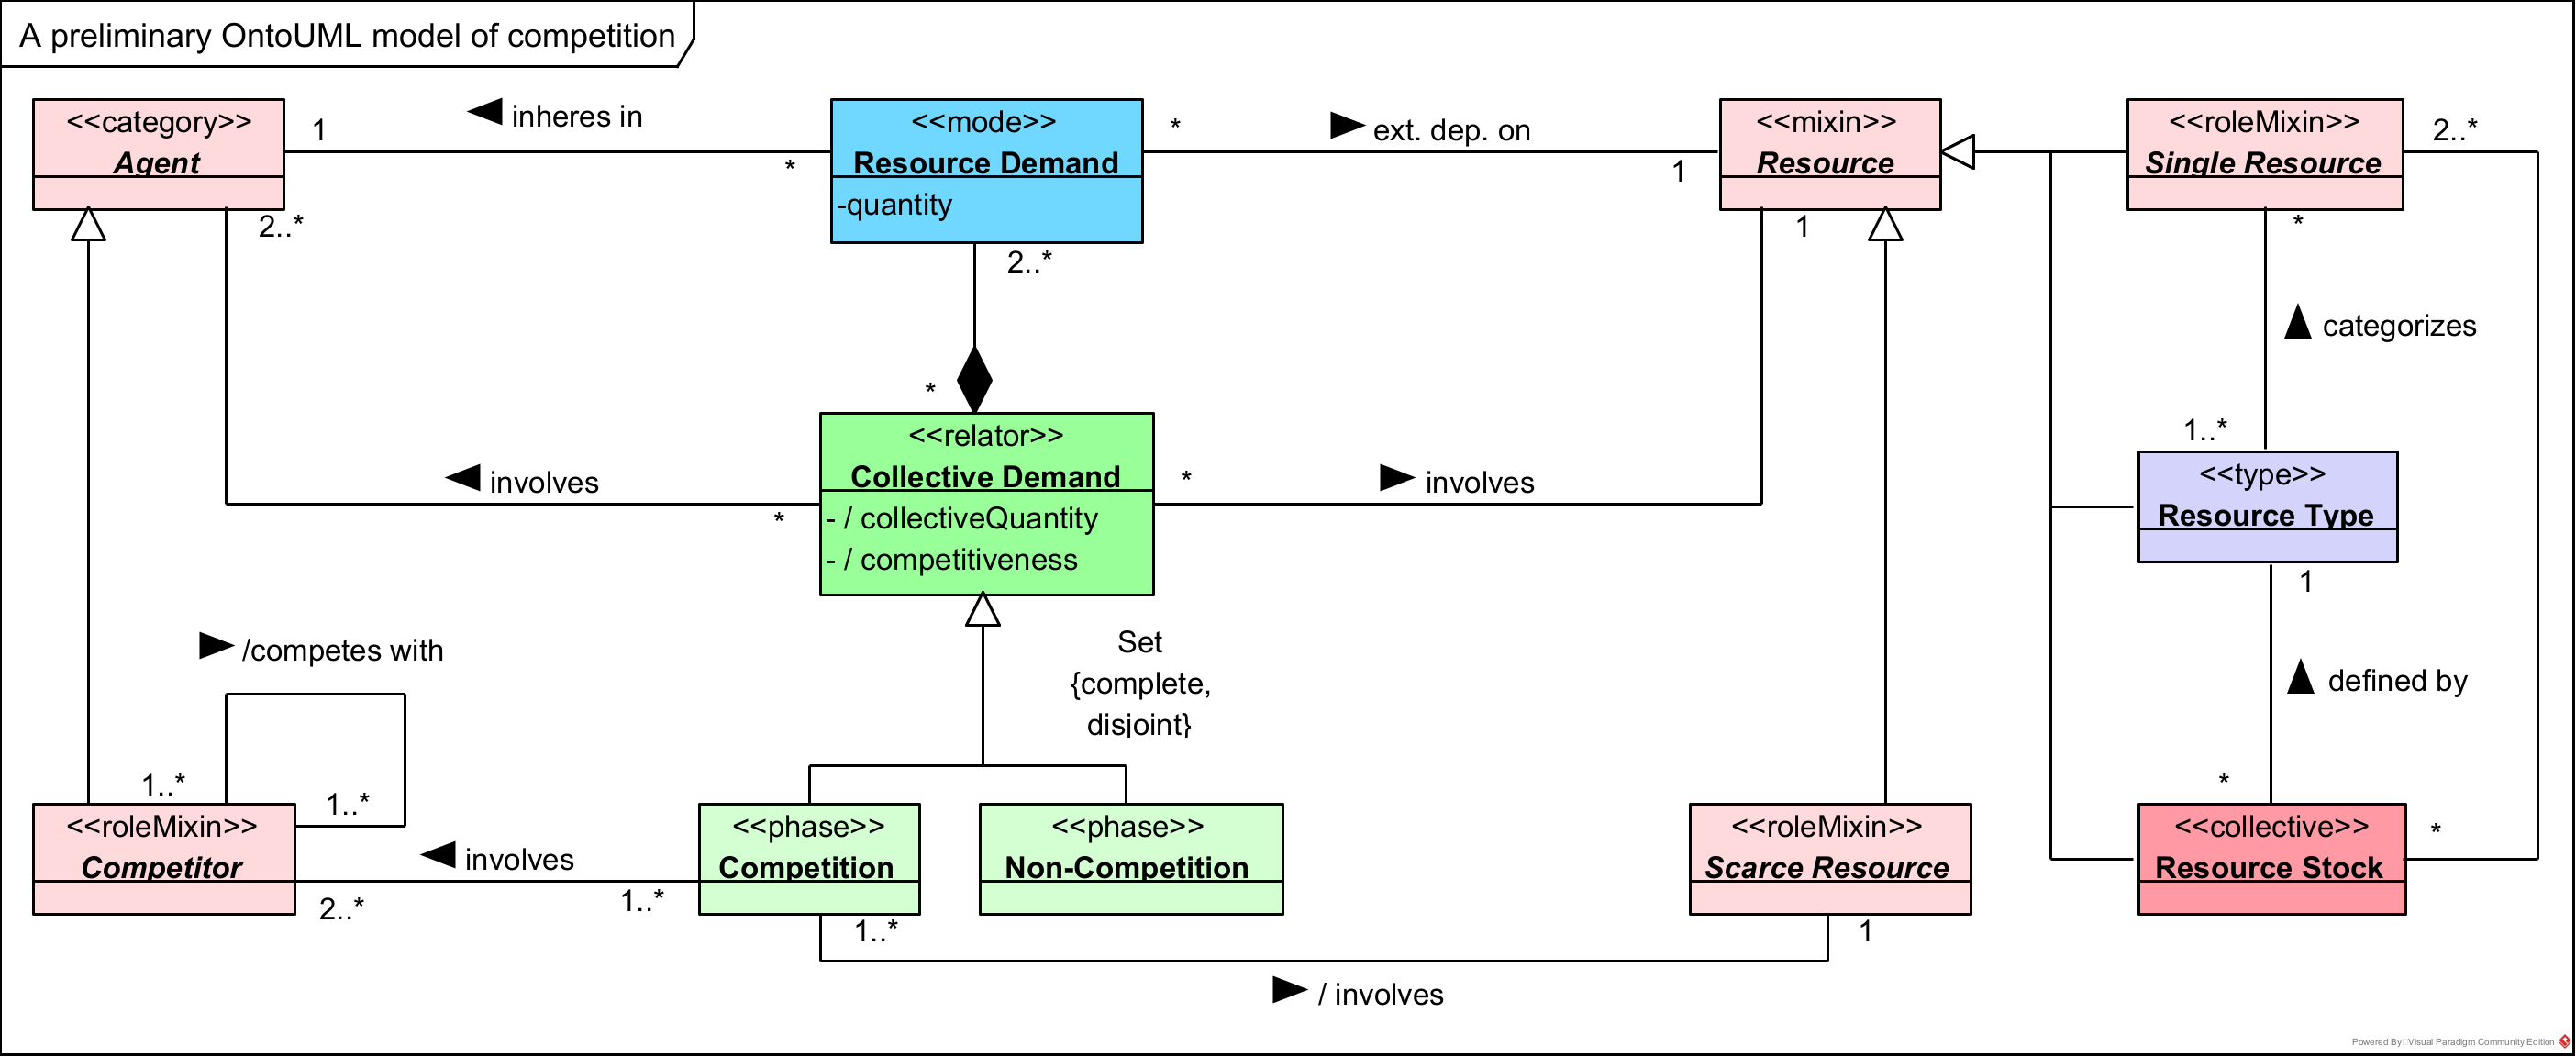 A preliminary OntoUML model of competition
<<category>>
Agent
1
inheres in
*
<<mode>>
Resource Demand
-quantity
*
ext. dep. on
1
<<mixin>>
Resource
<<roleMixin>>
Single Resource
2..*
2..*
2..*
1
*
categorizes
*
<<relator>>
Collective Demand
- / collectiveQuantity
- / competitiveness
involves
*
*
involves
1..*
<<type>>
Resource Type
1
Set
{complete,
disjoint}
/competes with
defined by
1..*
1..*
*
<<roleMixin>>
Competitor
involves
2..*
1..*
<<phase>>
Competition
<<phase>>
Non-Competition
<<roleMixin>>
Scarce Resource
<<collective>>
Resource Stock
*
1..*
1
/ involves
Powered By Visual Paradigm Community Edition